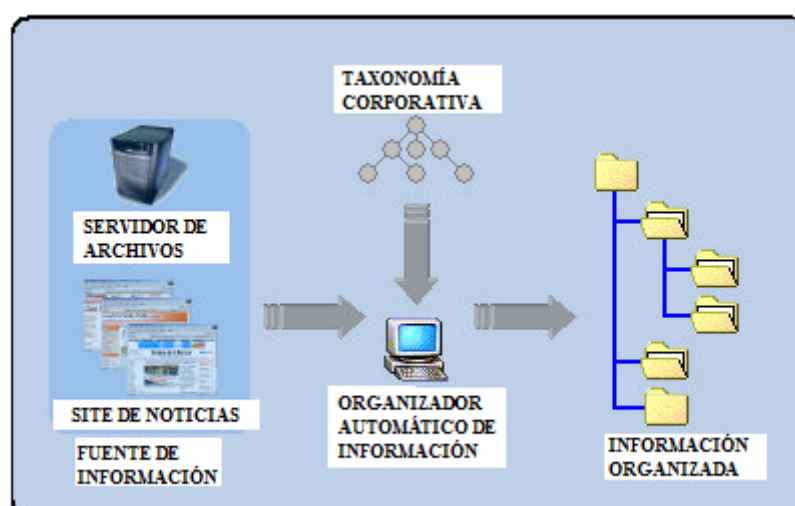 TAXONOMÍA
CORPORATIVA
SERVIDOR DE
ARCHIVOS
SITE DE NOTICIAS
FUENTE DE
INFORMACIÓN
ORGANIZADOR
AUTOMÁTICO DE
INFORMACIÓN
INFORMACIÓN
ORGANIZADA